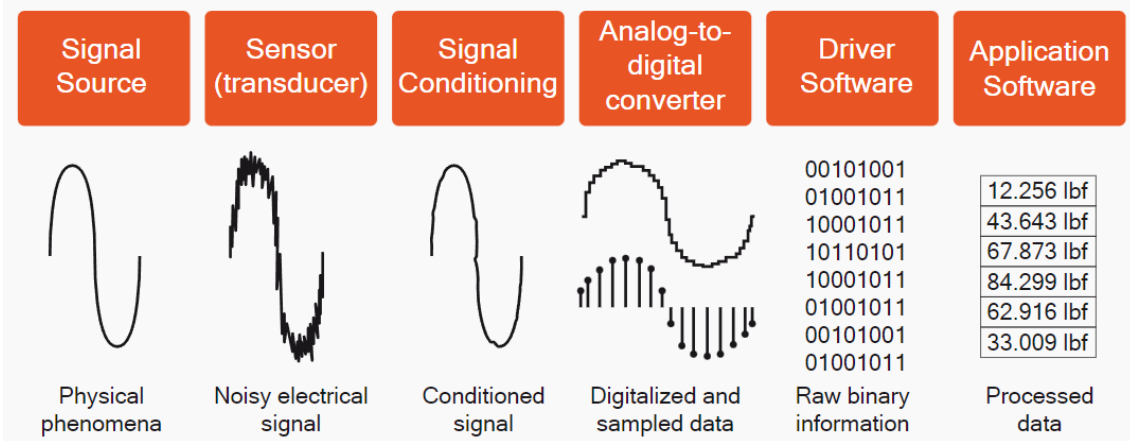 Signal
Source
Sensor
(transducer)
Signal
Conditioning
Analog-to-
digital
converter
Driver
Software
Application
Software
00101001
01001011
10001011
10110101
10001011
01001011
00101001
01001011
12.256 lbf
43.643 lbf
67.873 lbf
84.299 lbf
62.916 lbf
33.009 lbf
Physical
phenomena
Noisy electrical
signal
Conditioned
signal
Digitalized and
sampled data
Raw binary
information
Processed
data